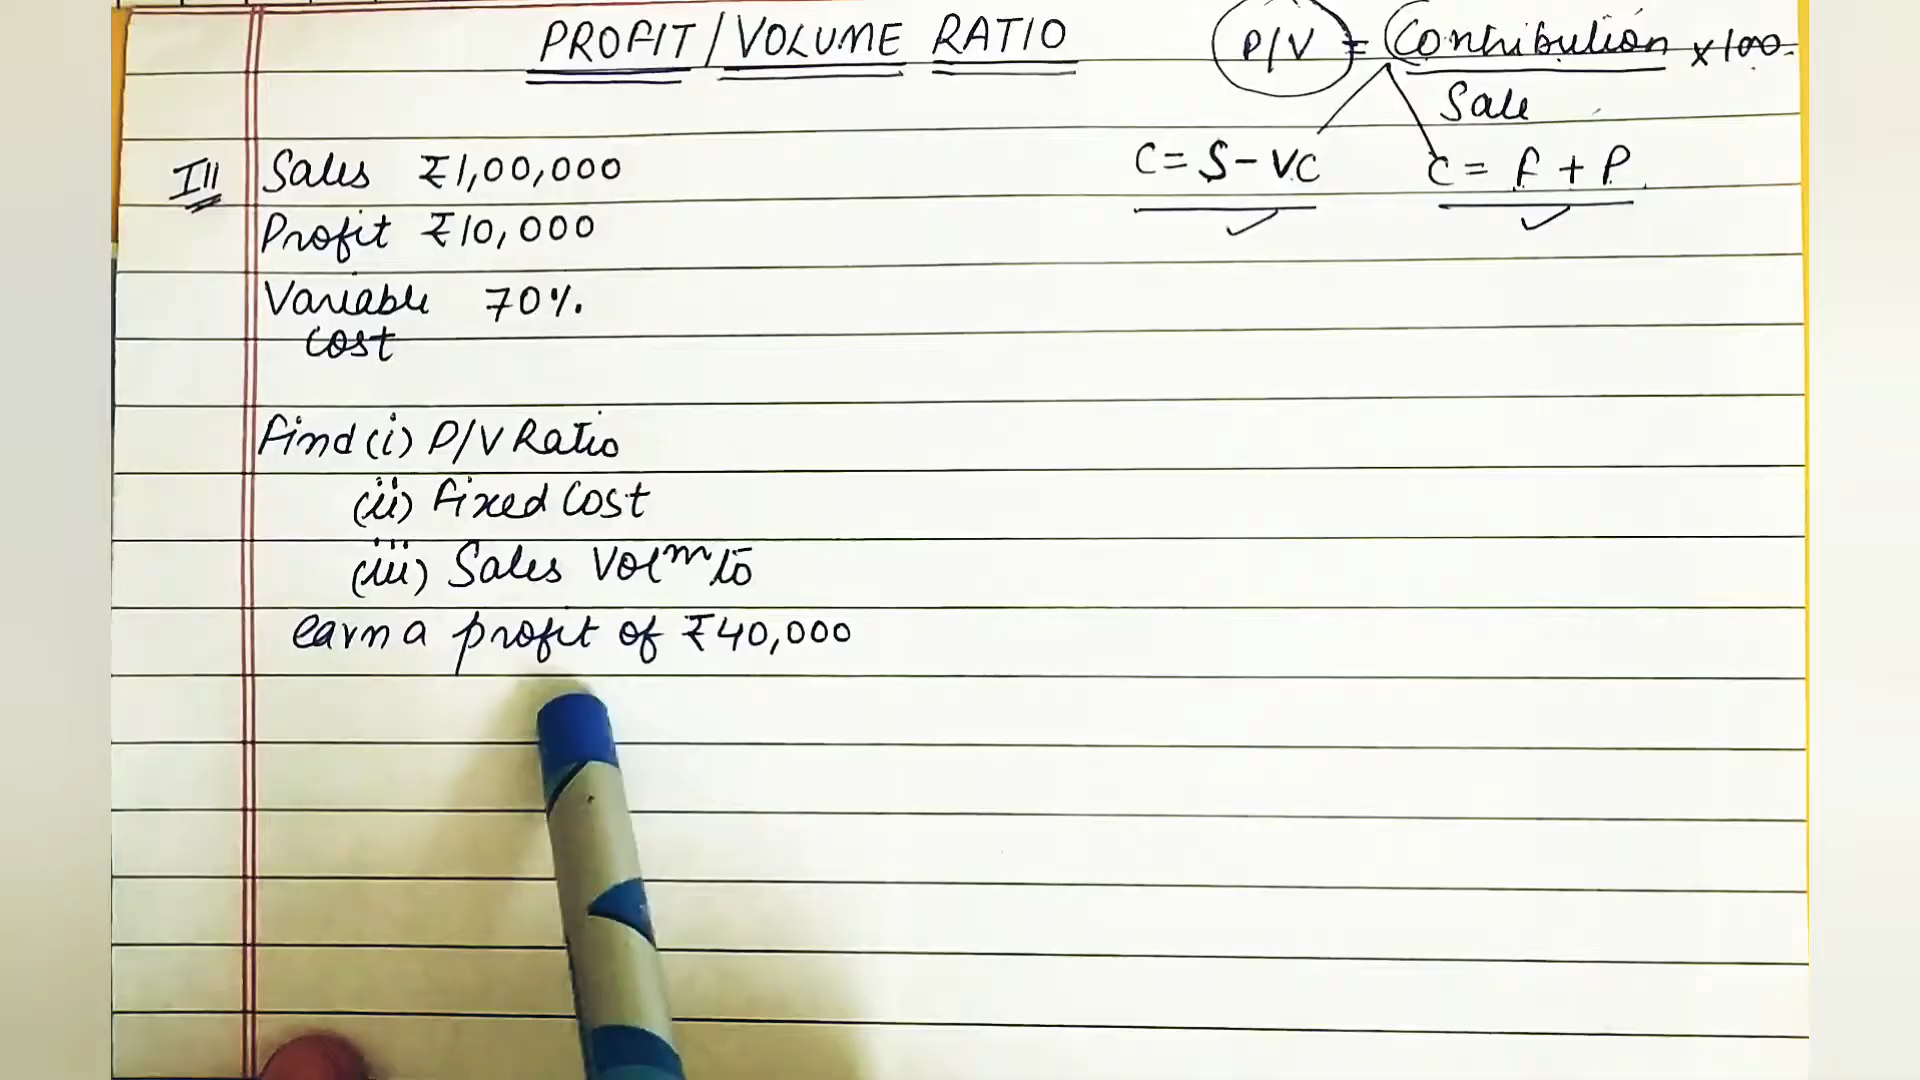 PROFIT/VOLUME RATIO
P/V = Contribution x100
Sale
C = S - VC C = F + P
Ill Sales ₹1,00,000
Profit ₹10,000
Variable 70%.
Cost
Find (i) P/V Ratio
(ii) Fixed Cost
(iii) Sales Volm to
earn a profit of ₹40,000